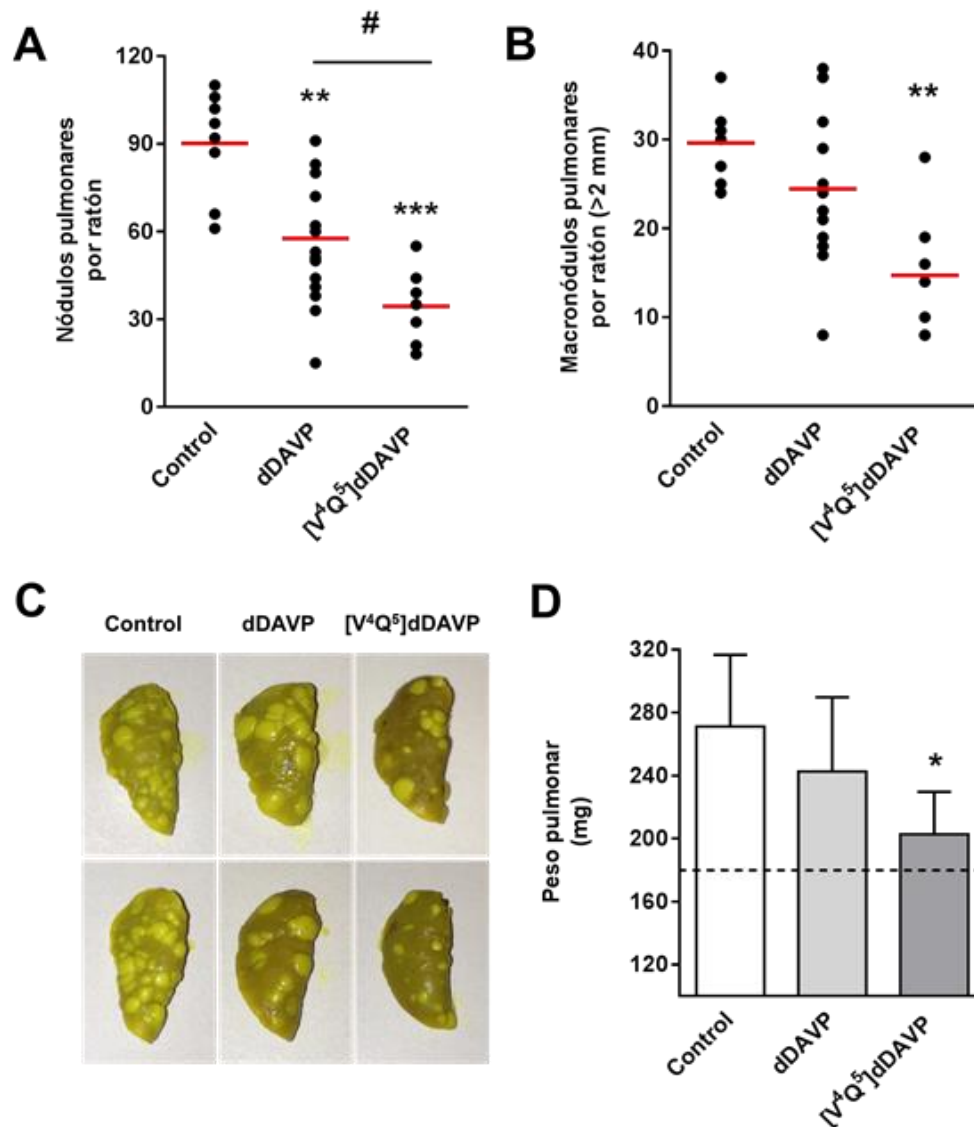 A
#
Nódulos pulmonares
por ratón
120
90
60
30
0
**
***
Control
dDAVP
[V⁴Q⁵]dDAVP
B
Macronódulos pulmonares
por ratón (>2 mm)
40
30
20
10
0
**
Control
dDAVP
[V⁴Q⁵]dDAVP
C
Control dDAVP [V⁴Q⁵]dDAVP
D
Peso pulmonar
(mg)
320
280
240
200
160
120
*
Control
dDAVP
[V⁴Q⁵]dDAVP